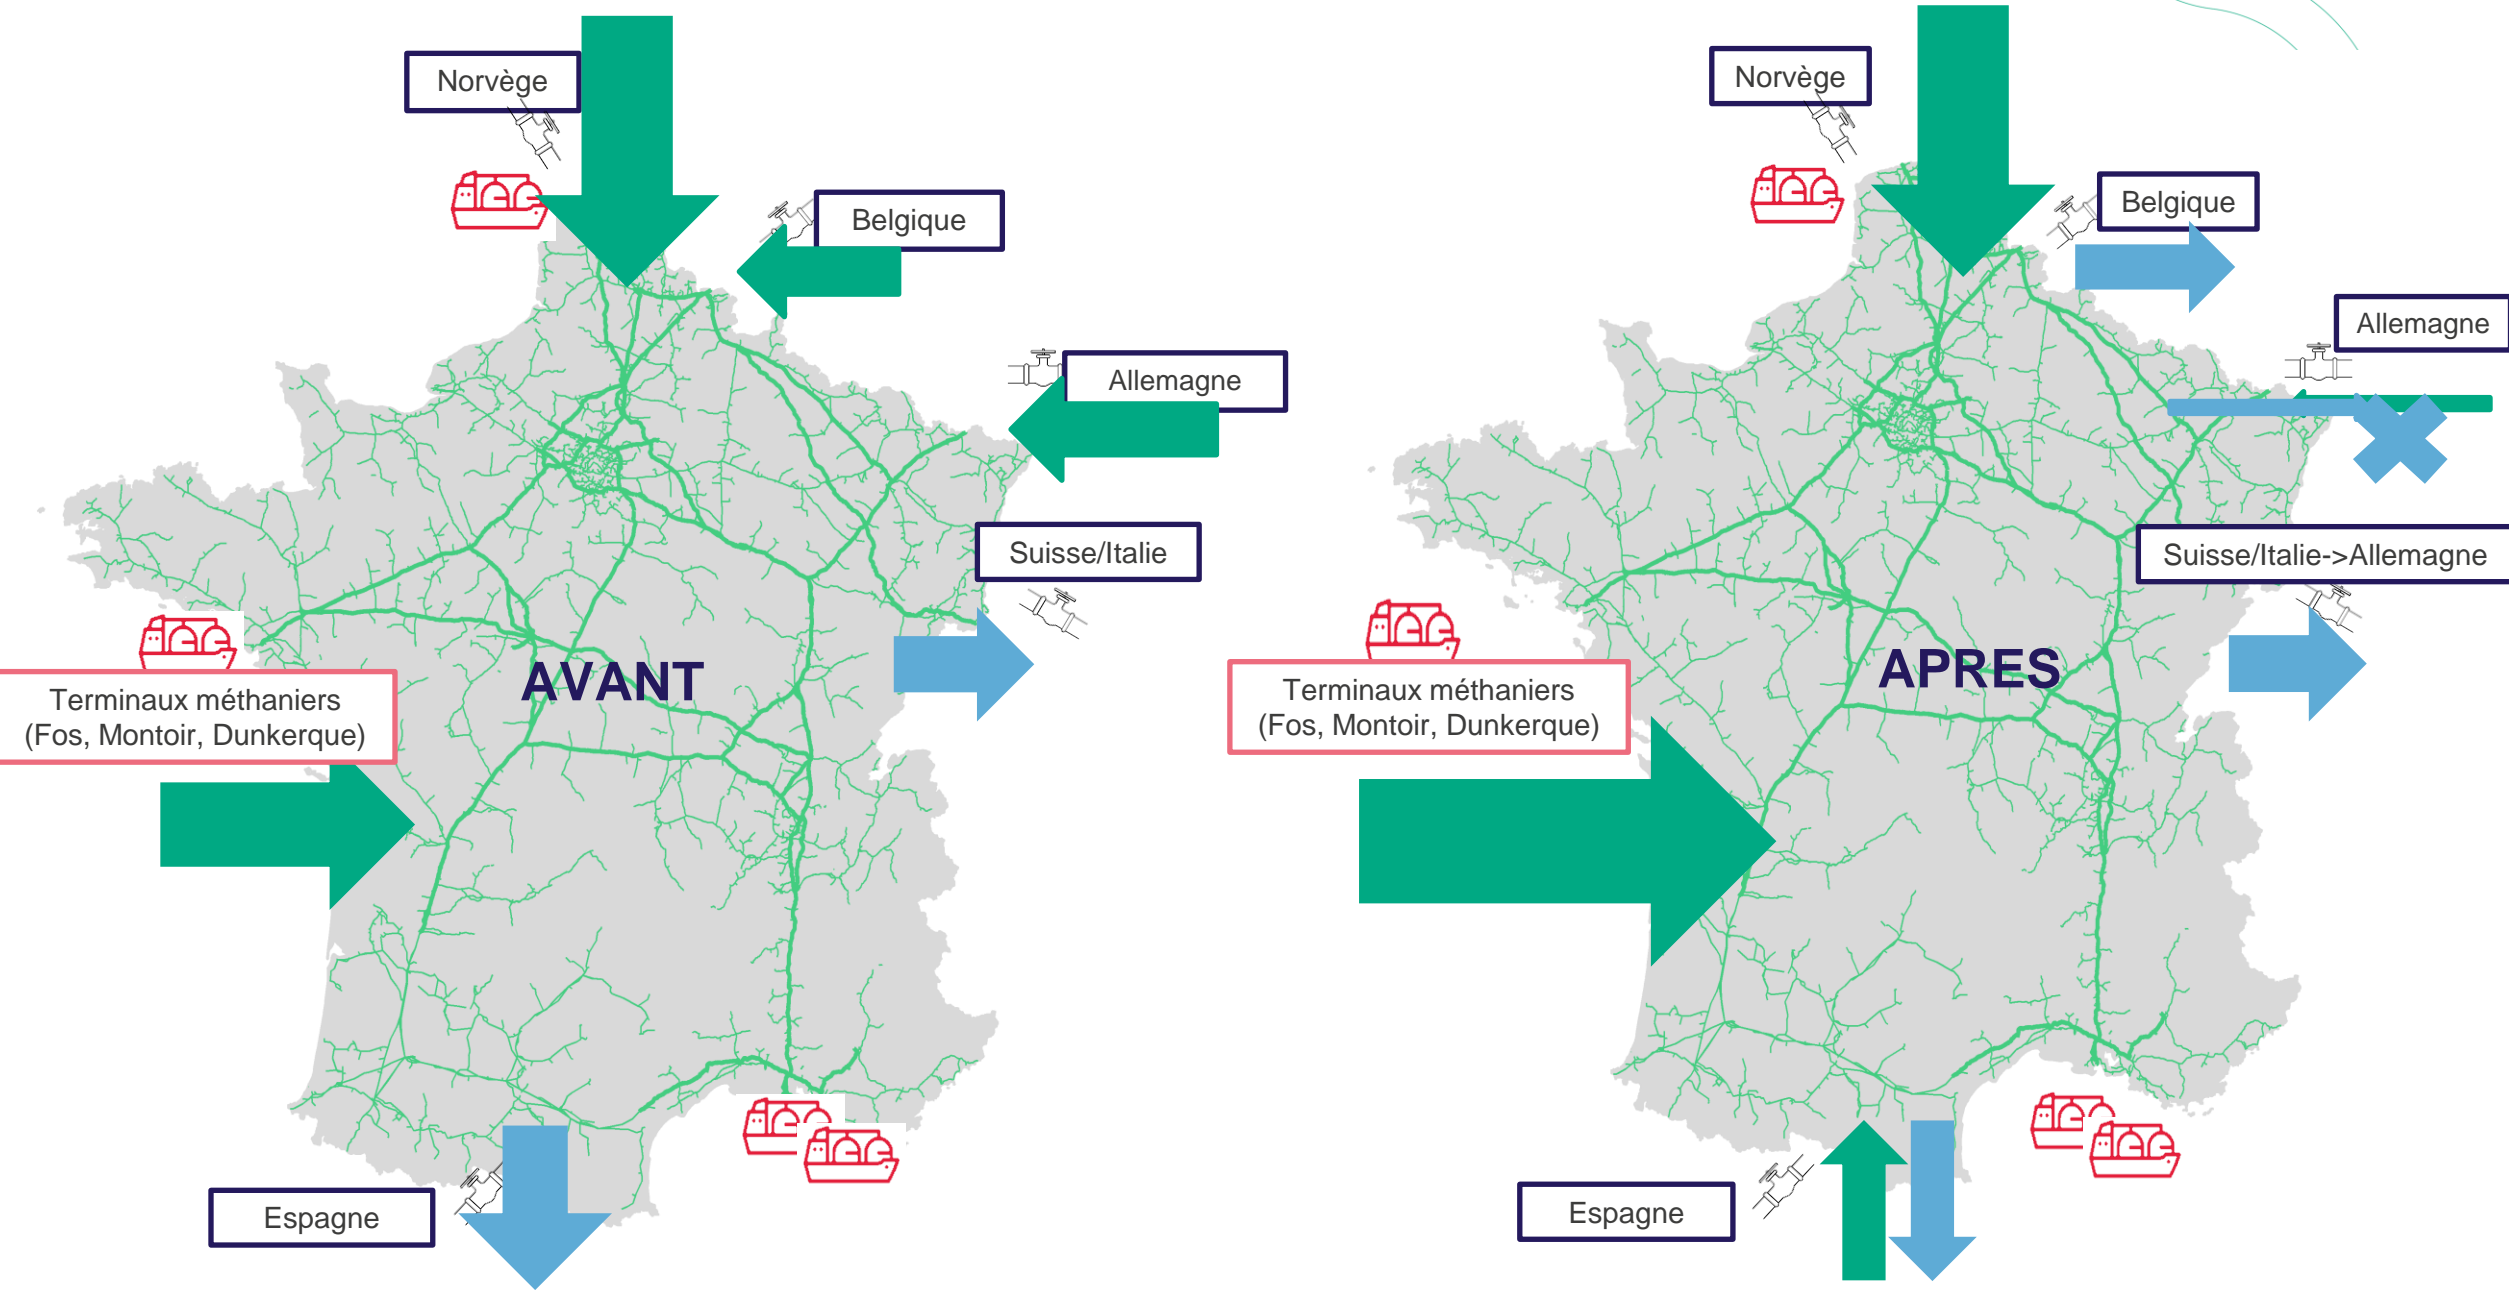 Norvège
Belgique
Allemagne
Suisse/Italie
AVANT
Terminaux méthaniers
(Fos, Montoir, Dunkerque)
Espagne
Norvège
Belgique
Allemagne
Suisse/Italie->Allemagne
APRES
Terminaux méthaniers
(Fos, Montoir, Dunkerque)
Espagne